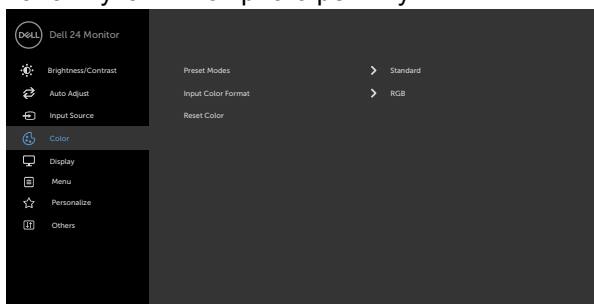 DELL
Dell 24 Monitor
Brightness/Contrast
Auto Adjust
Input Source
Color
Display
Menu
Personalize
Others
Preset Modes
Standard
Input Color Format
RGB
Reset Color